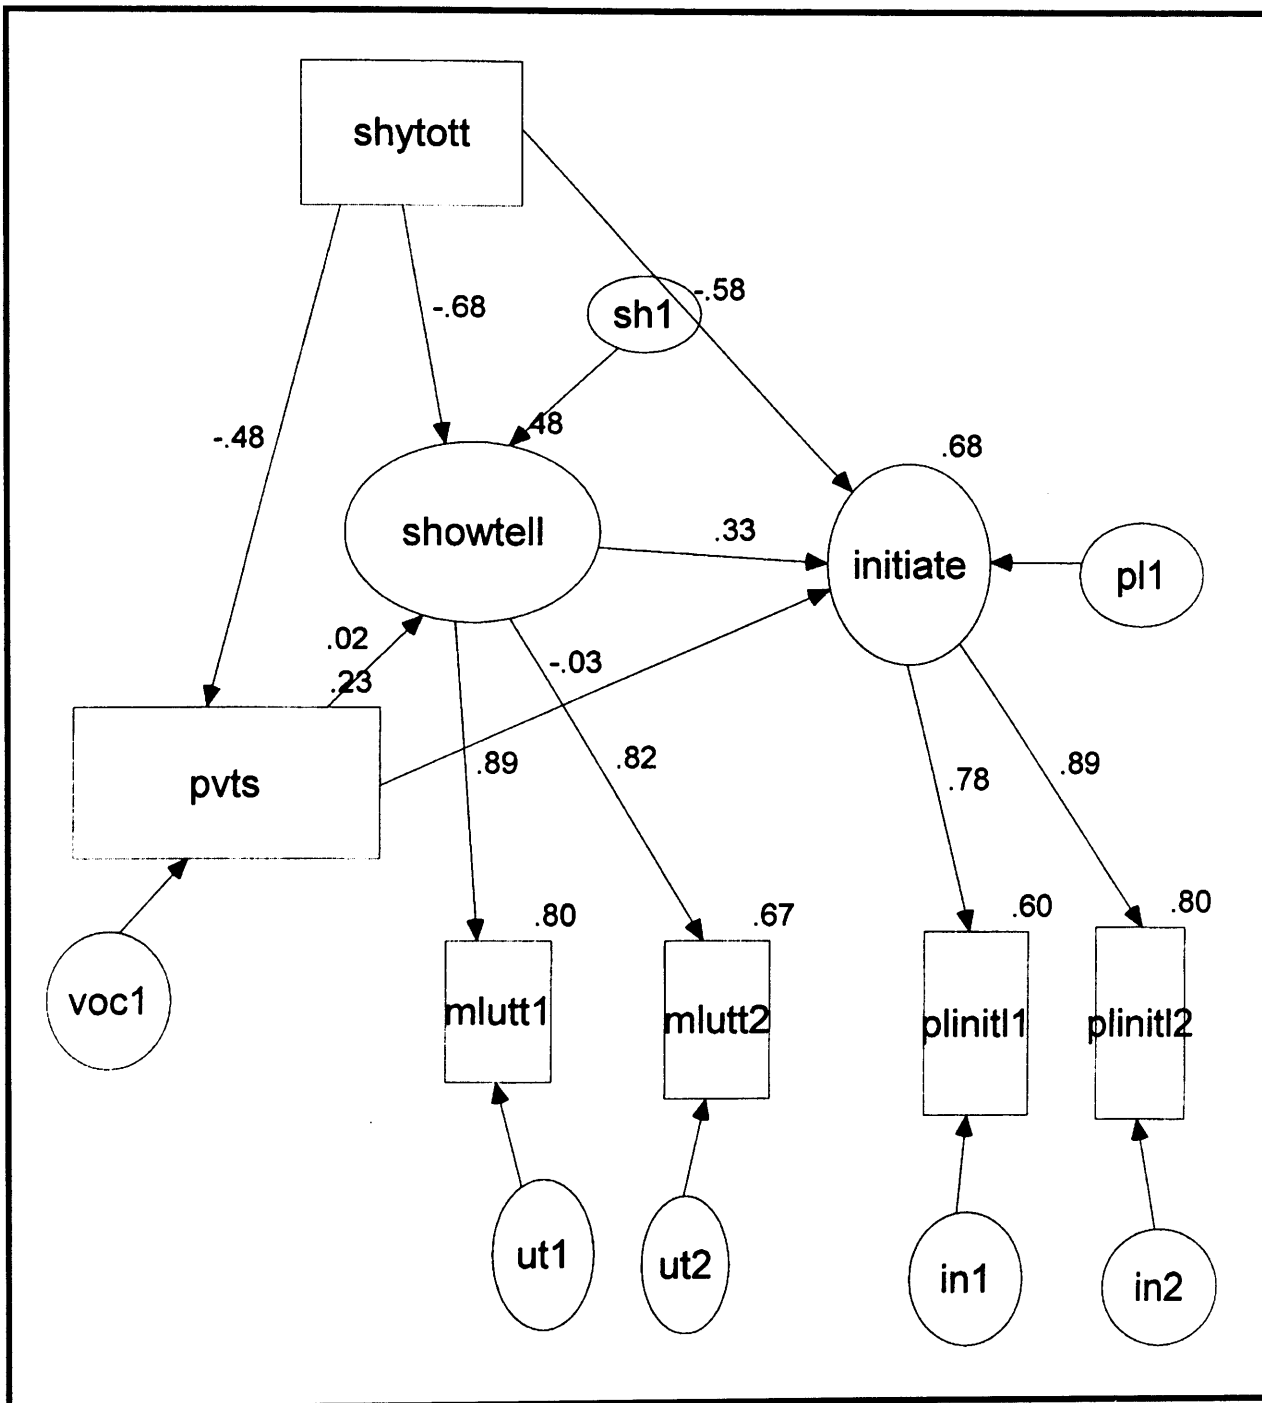 shytott
-.58
sh1
-.68
-.48
.48
.68
showtell
.33
initiate
pl1
.02
-.03
.23
pvts
.89
.82
.78
.89
.80
.67
.60
.80
voc1
mlutt1
mlutt2
plinitl1
plinitl2
ut1
ut2
in1
in2